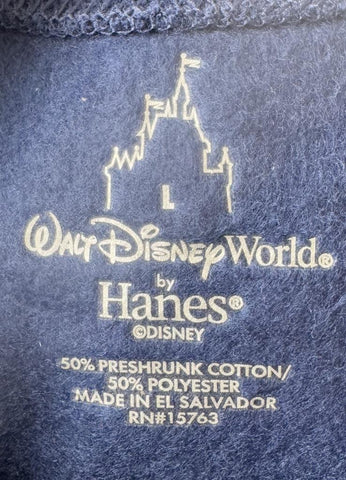 L
Walt Disney World®
by
Hanes®
©DISNEY
50% PRESHRUNK COTTON/
50% POLYESTER
MADE IN EL SALVADOR
RN#15763